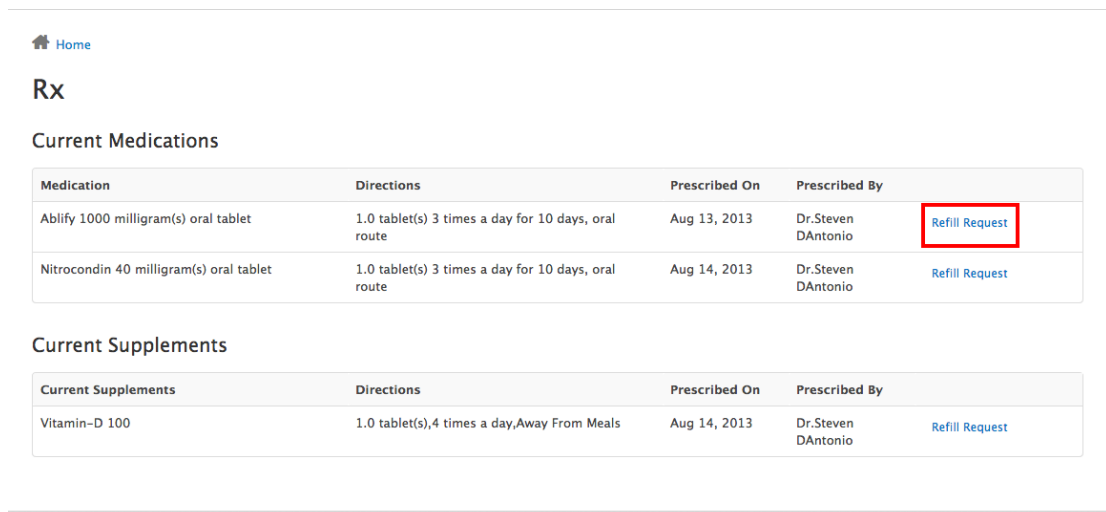 Home
Rx
Current Medications
Medication Directions Prescribed On Prescribed By
Ablify 1000 milligram(s) oral tablet 1.0 tablet(s) 3 times a day for 10 days, oral Aug 13, 2013 Dr.Steven Refill Request
route DAntonio
Nitrocondin 40 milligram(s) oral tablet 1.0 tablet(s) 3 times a day for 10 days, oral Aug 14, 2013 Dr.Steven Refill Request
route DAntonio
Current Supplements
Current Supplements Directions Prescribed On Prescribed By
Vitamin-D 100 1.0 tablet(s),4 times a day,Away From Meals Aug 14, 2013 Dr.Steven Refill Request
DAntonio